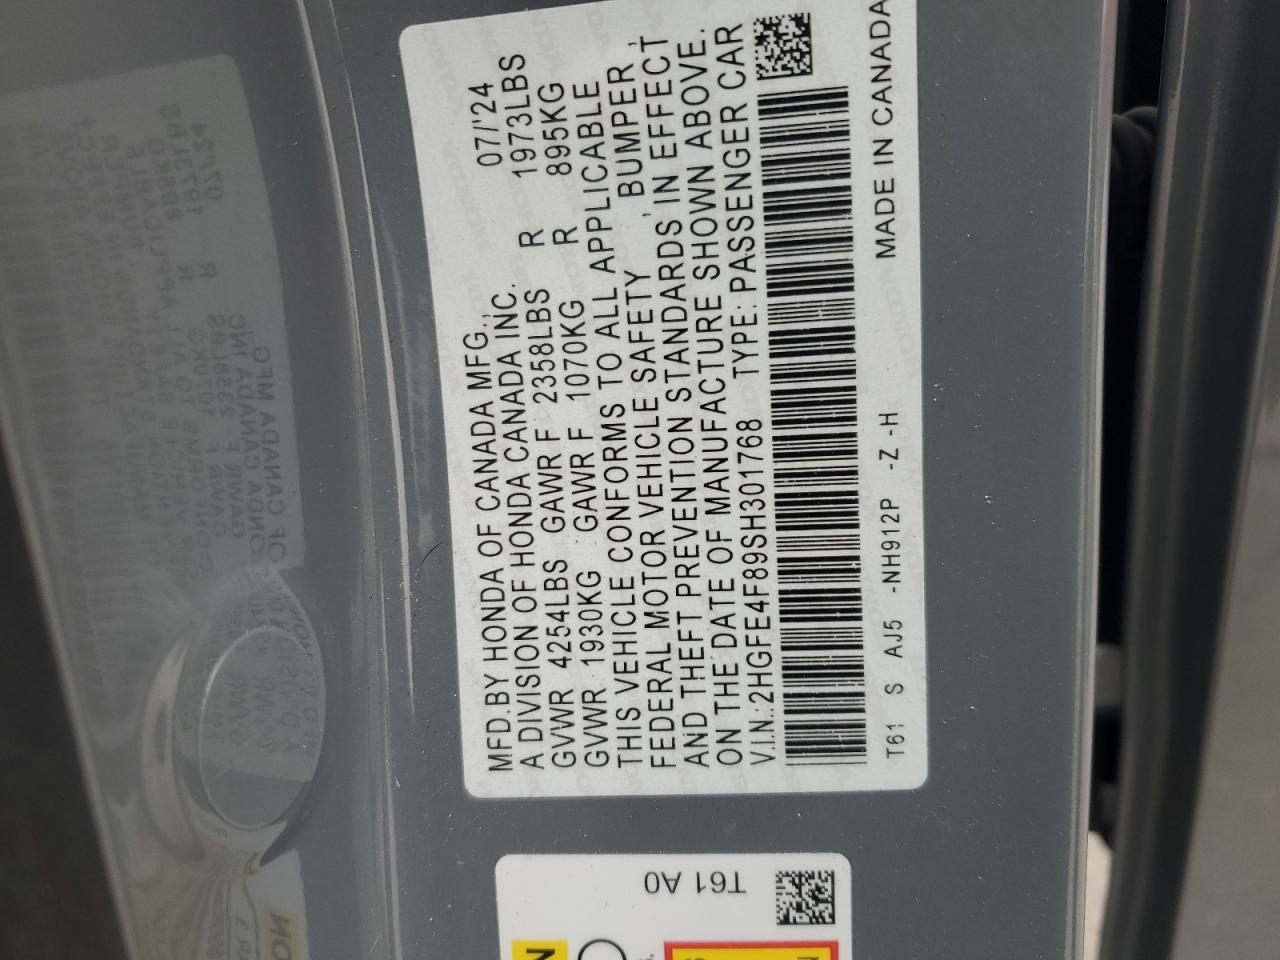 MFD.BY HONDA OF CANADA MFG., 07/'24
A DIVISION OF HONDA CANADA INC.
GVWR 4254LBS GAWR F 2358LBS R 1973LBS
GVWR 1930KG GAWR F 1070KG R 895KG
THIS VEHICLE CONFORMS TO ALL APPLICABLE
FEDERAL MOTOR VEHICLE SAFETY , BUMPER ,
AND THEFT PREVENTION STANDARDS IN EFFECT
ON THE DATE OF MANUFACTURE SHOWN ABOVE.
V.I.N.:2HGFE4F89SH301768 TYPE: PASSENGER CAR
T61 S AJ5 -NH912P -Z -H MADE IN CANADA
T61 A0